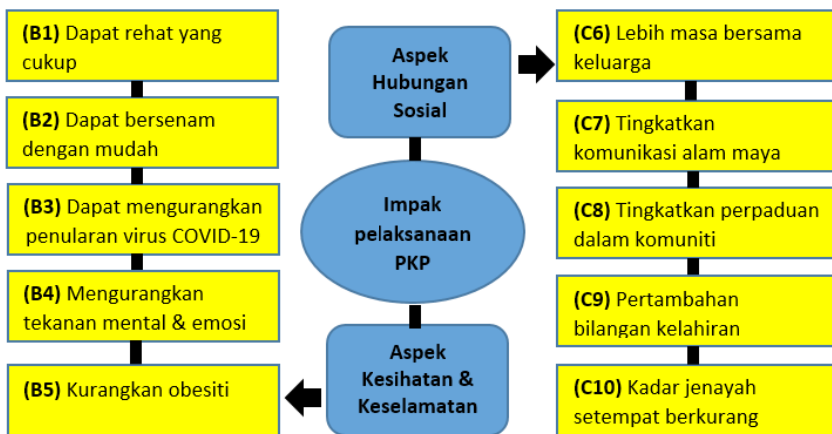 (B1) Dapat rehat yang
cukup
(B2) Dapat bersenam
dengan mudah
(B3) Dapat mengurangkan
penularan virus COVID-19
(B4) Mengurangkan
tekanan mental & emosi
(B5) Kurangkan obesiti
Aspek
Hubungan
Sosial
Impak
pelaksanaan
PKP
Aspek
Kesihatan &
Keselamatan
(C6) Lebih masa bersama
keluarga
(C7) Tingkatkan
komunikasi alam maya
(C8) Tingkatkan perpaduan
dalam komuniti
(C9) Pertambahan
bilangan kelahiran
(C10) Kadar jenayah
setempat berkurang